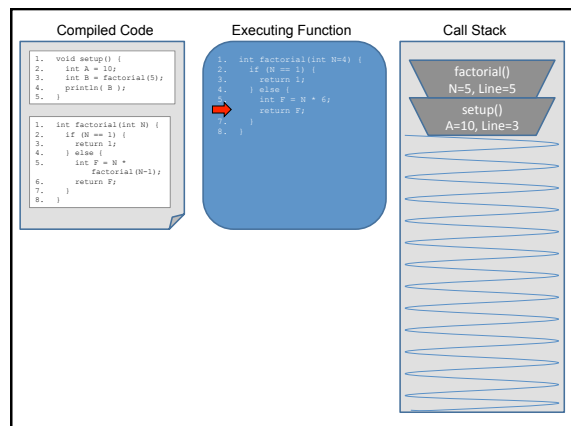 Compiled Code
1. void setup() {
2. int A = 10;
3. int B = factorial(5);
4. println( B );
5. }
1. int factorial(int N) {
2. if (N == 1) {
3. return 1;
4. } else {
5. int F = N *
factorial(N-1);
6. return F;
7. }
8. }
Executing Function
1. int factorial(int N=4) {
2. if (N == 1) {
3. return 1;
4. } else {
5. int F = N * 6;
return F;
7. }
8. }
Call Stack
factorial()
N=5, Line=5
setup()
A=10, Line=3